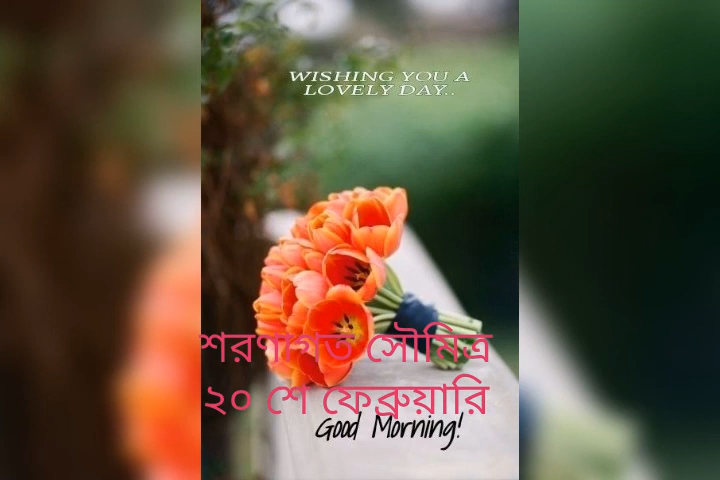 WISHING YOU A
LOVELY DAY..
শরণাগত সৌমিত্র
২০ শে ফেব্রুয়ারি
Good Morning!